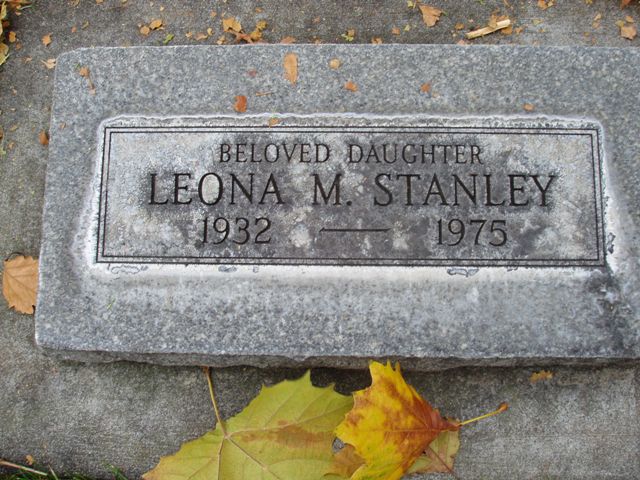 BELOVED DAUGHTER
LEONA M. STANLEY
1932 — 1975